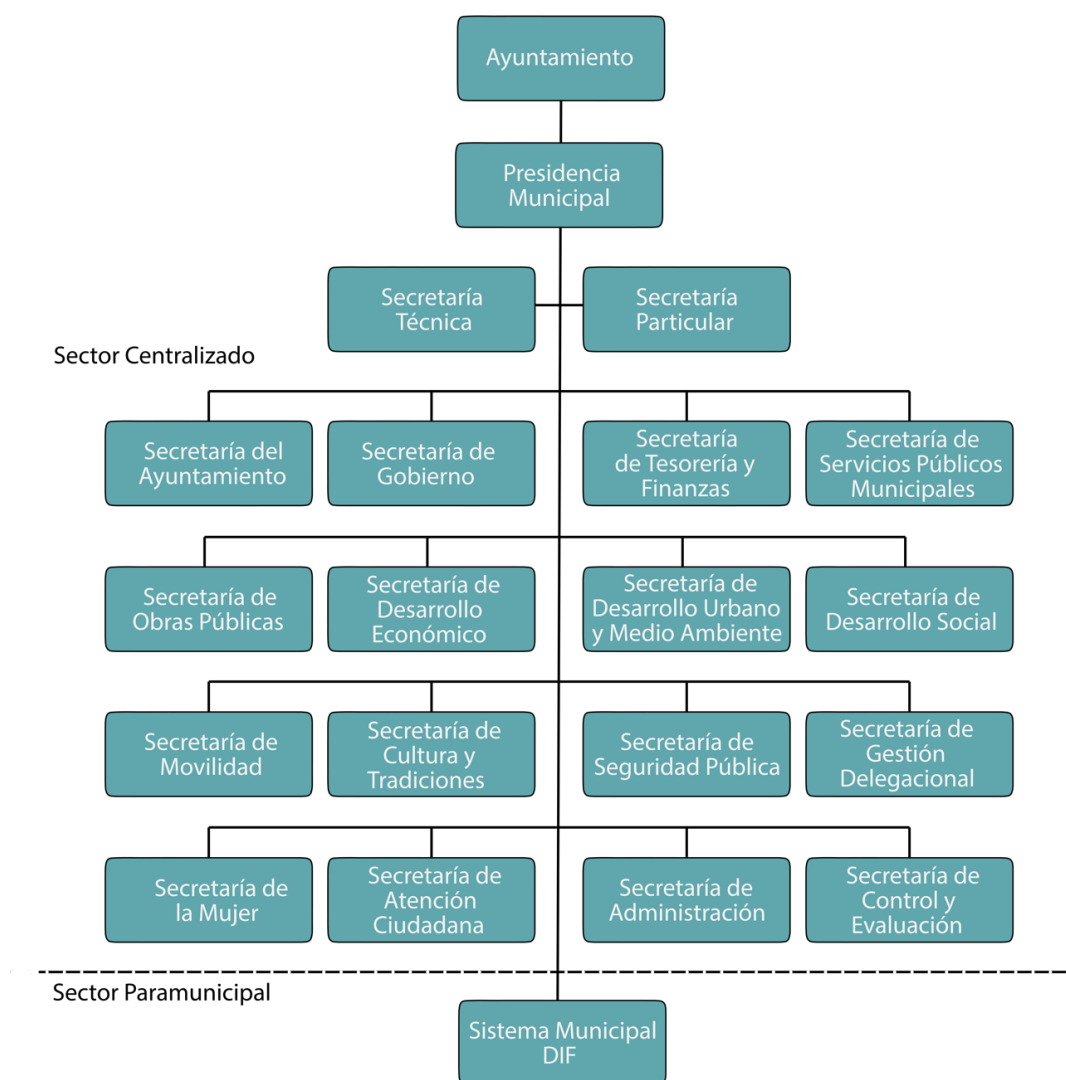 Ayuntamiento
Presidencia
Municipal
Secretaría
Técnica
Secretaría
Particular
Sector Centralizado
Secretaría del
Ayuntamiento
Secretaría de
Gobierno
Secretaría
de Tesorería y
Finanzas
Secretaría de
Servicios Públicos
Municipales
Secretaría de
Obras Públicas
Secretaría de
Desarrollo
Económico
Secretaría de
Desarrollo Urbano
y Medio Ambiente
Secretaría de
Desarrollo Social
Secretaría de
Movilidad
Secretaría de
Cultura y
Tradiciones
Secretaría de
Seguridad Pública
Secretaría de
Gestión
Delegacional
Secretaría de
la Mujer
Secretaría de
Atención
Ciudadana
Secretaría de
Administración
Secretaría de
Control y
Evaluación
Sector Paramunicipal
Sistema Municipal
DIF